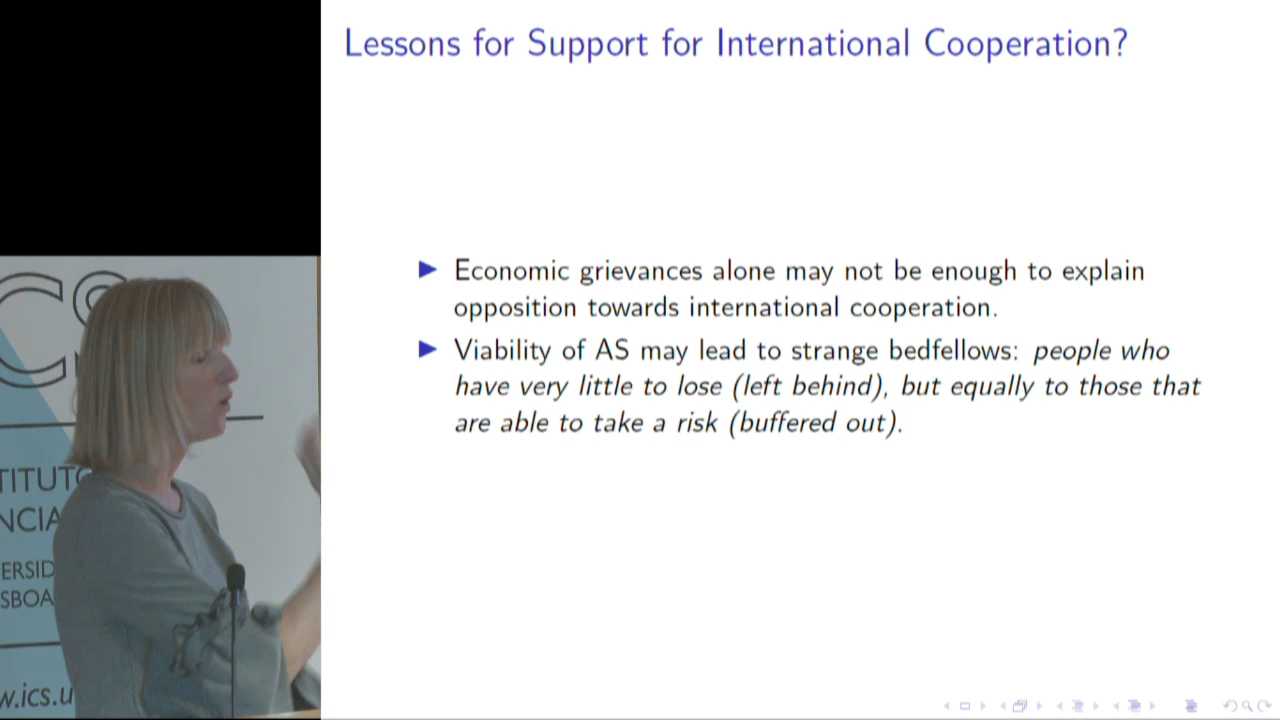 Lessons for Support for International Cooperation?
▶ Economic grievances alone may not be enough to explain
opposition towards international cooperation.
▶ Viability of AS may lead to strange bedfellows: people who
have very little to lose (left behind), but equally to those that
are able to take a risk (buffered out).
CS
TITUTO
NCIA
ERSID
SBOA
w.ics.u